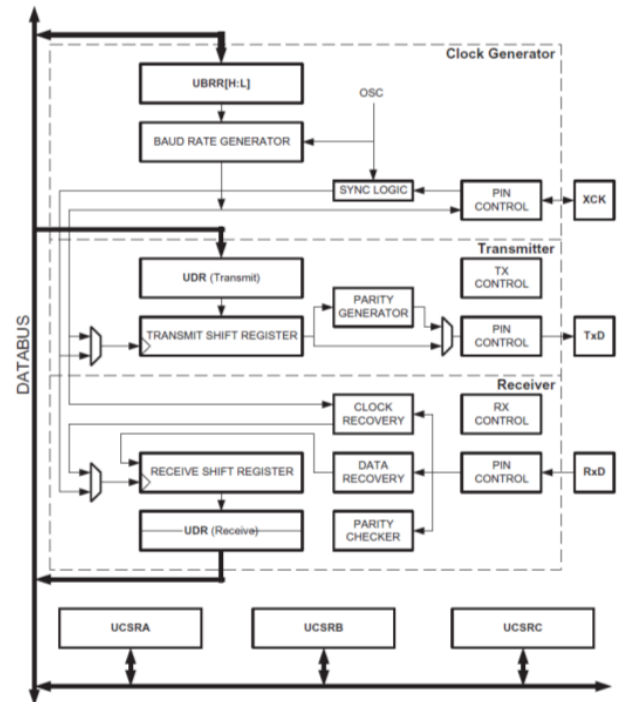 Clock Generator
UBRR[H:L]
OSC
BAUD RATE GENERATOR
SYNC LOGIC
PIN
CONTROL
XCK
Transmitter
UDR (Transmit)
TX
CONTROL
PARITY
GENERATOR
TRANSMIT SHIFT REGISTER
PIN
CONTROL
TxD
DATABUS
Receiver
CLOCK
RECOVERY
RX
CONTROL
RECEIVE SHIFT REGISTER
DATA
RECOVERY
PIN
CONTROL
RxD
UDR (Receive)
PARITY
CHECKER
UCSRA
UCSRB
UCSRC